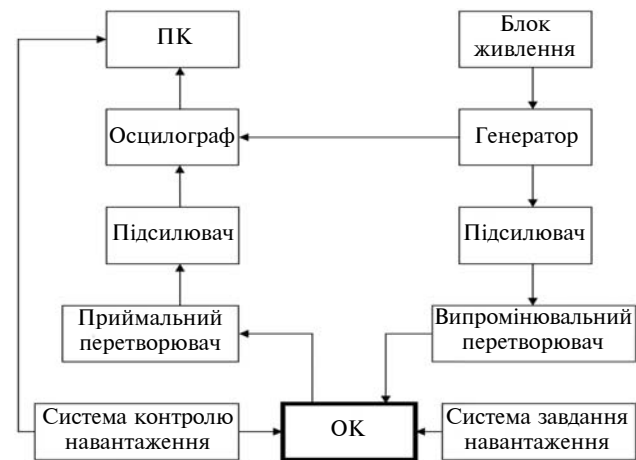 ПК
Блок
живлення
Осцилограф
Генератор
Підсилювач
Підсилювач
Приймальний
перетворювач
Випромінювальний
перетворювач
Система контролю
навантаження
ОК
Система завдання
навантаження